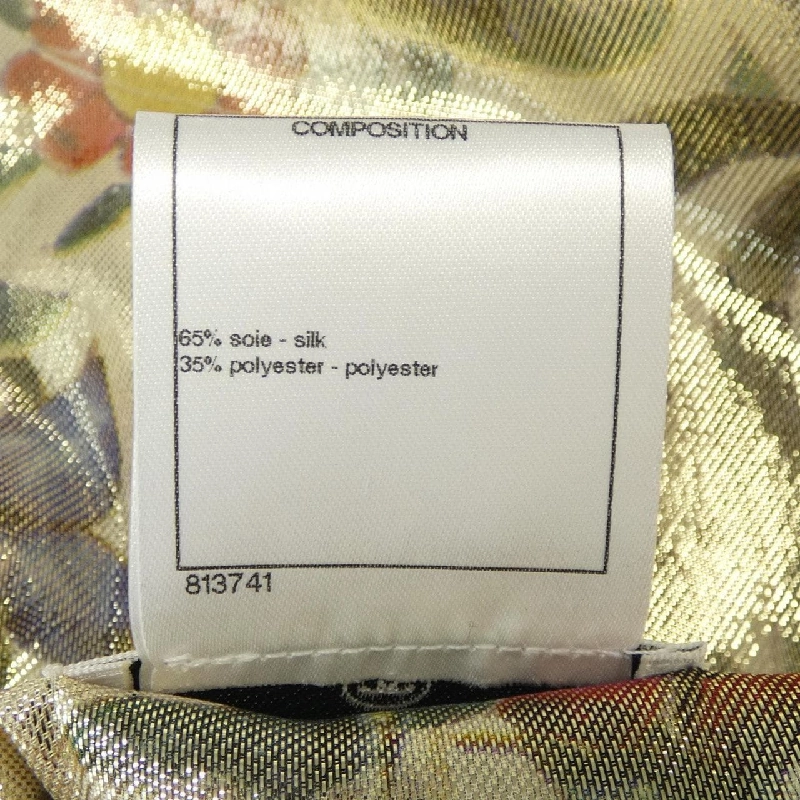 COMPOSITION
65% soie - silk
35% polyester - polyester
813741